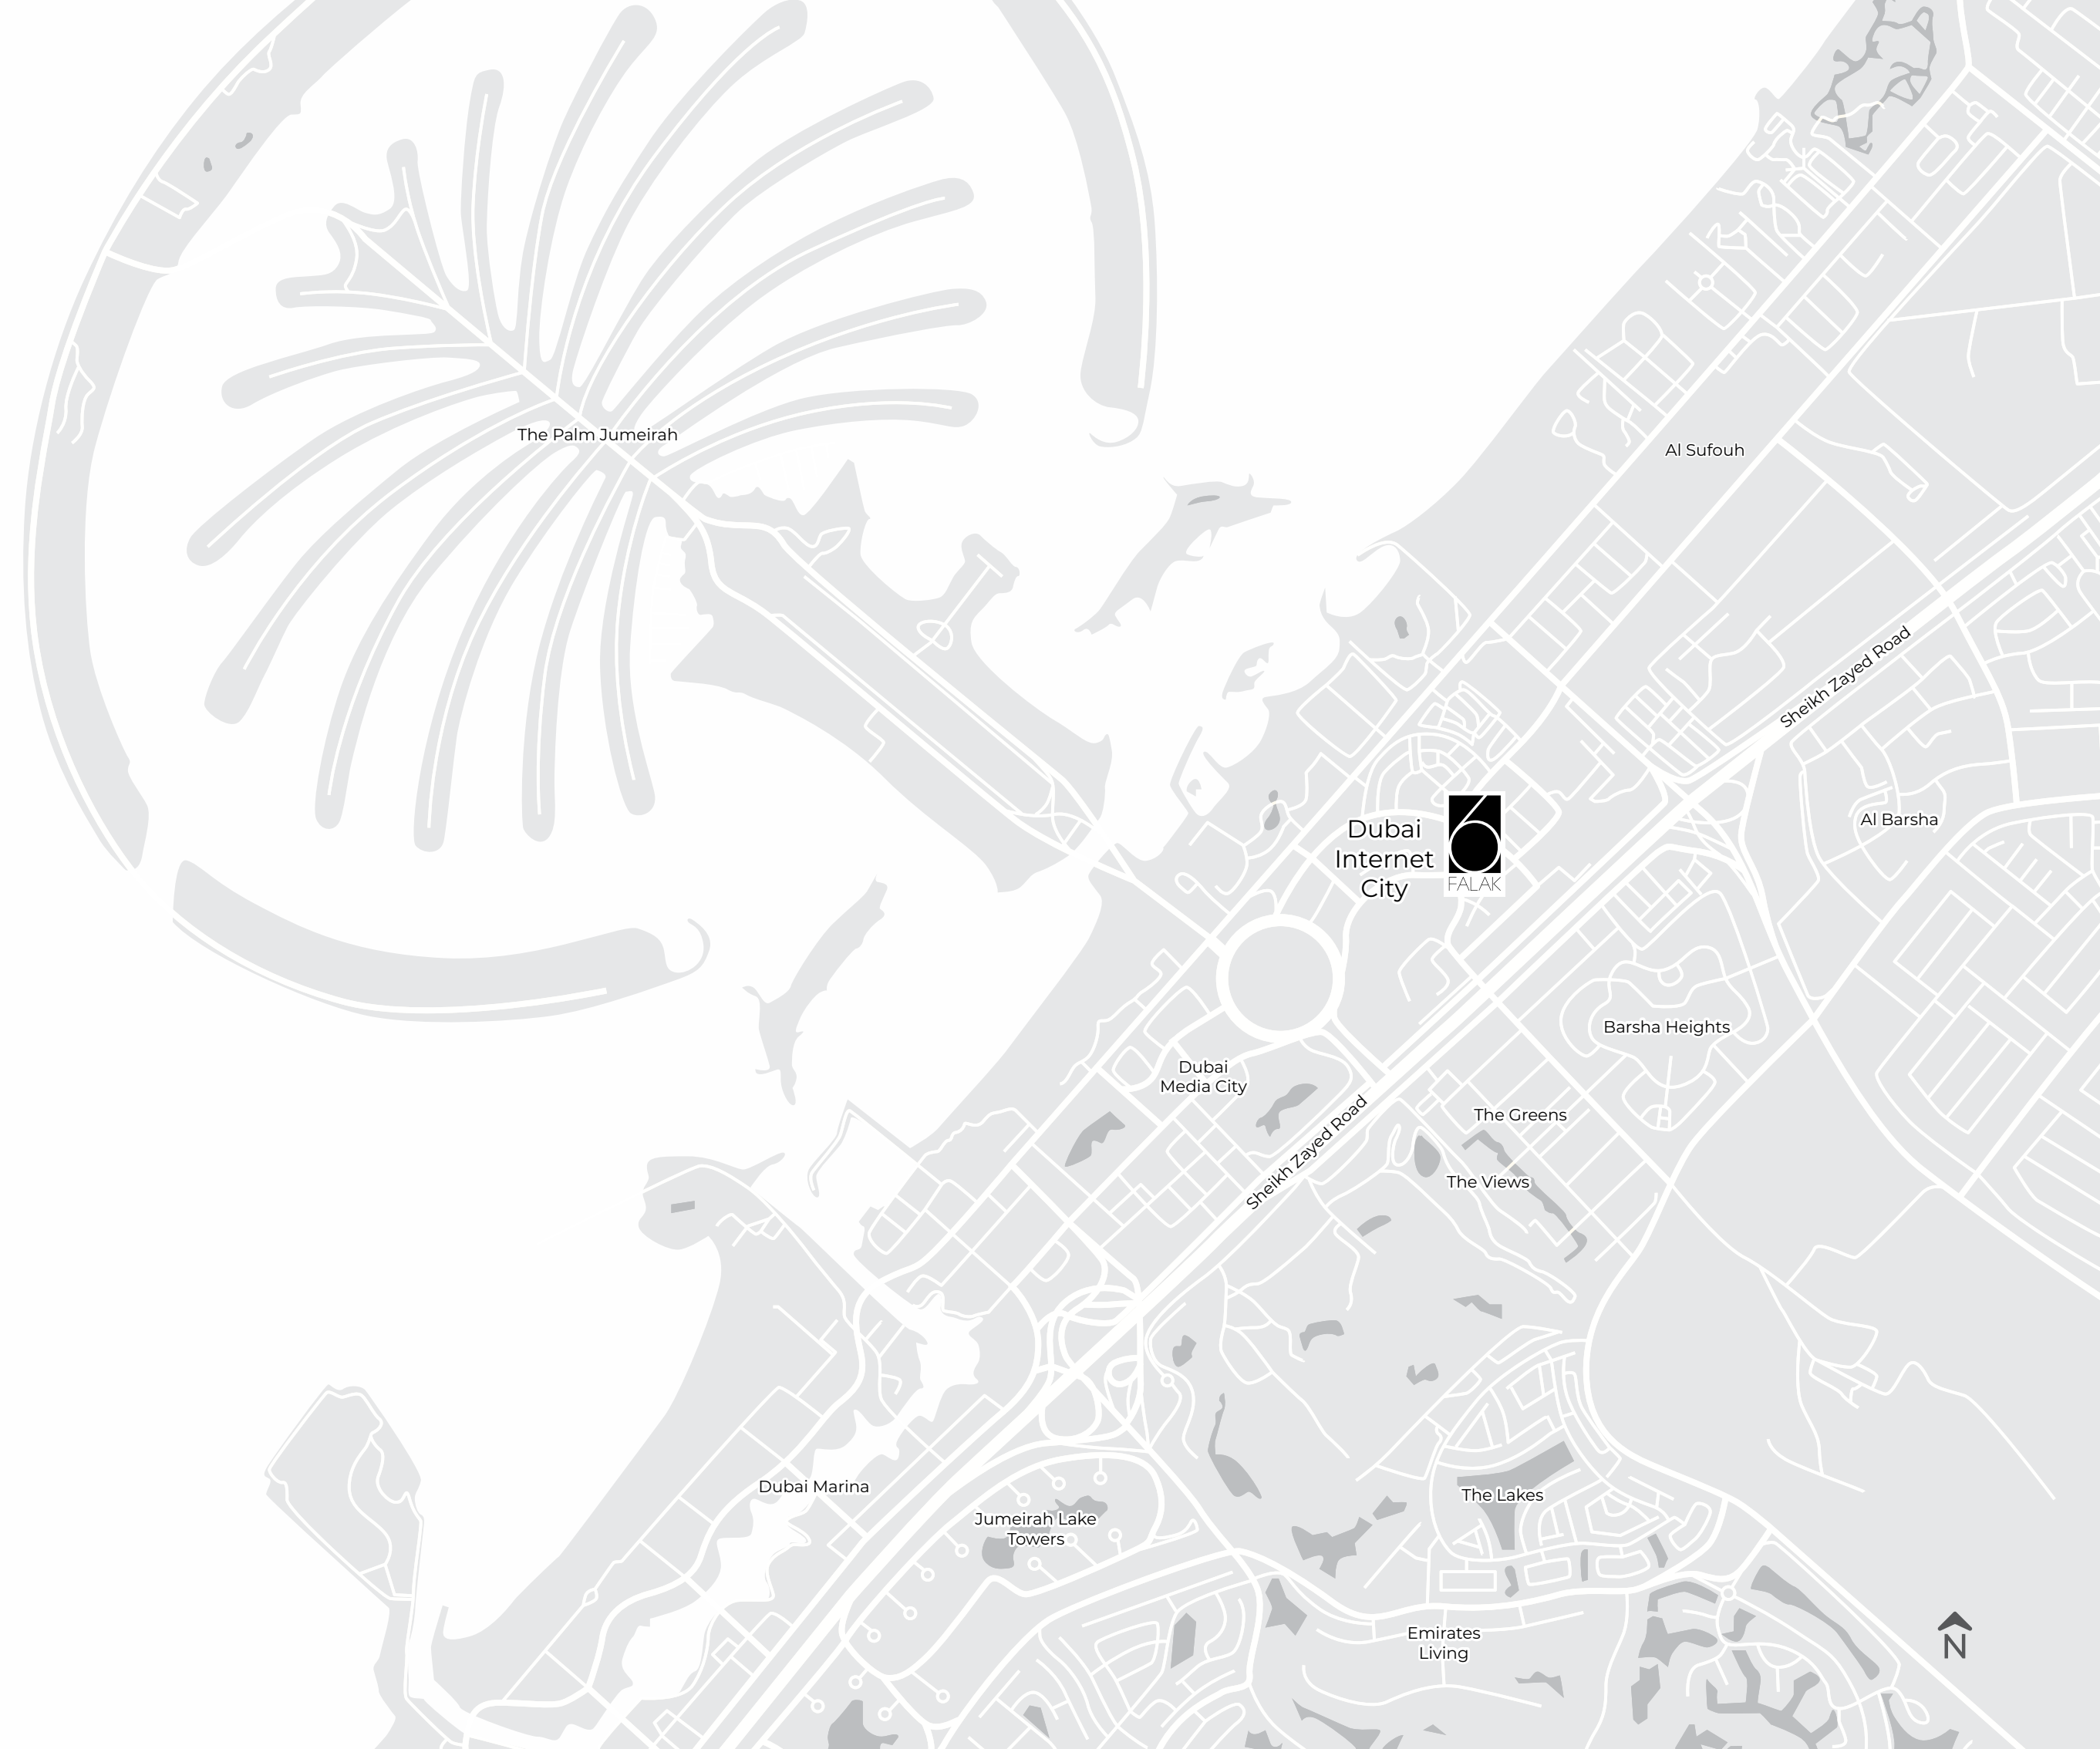 The Palm Jumeirah
Al Sufouh
Sheikh Zayed Road
Al Barsha
Dubai
Internet
City
6
FALAK
Barsha Heights
Dubai
Media City
Sheikh Zayed Road
The Greens
The Views
Dubai Marina
Jumeirah Lake
Towers
The Lakes
Emirates
Living
N